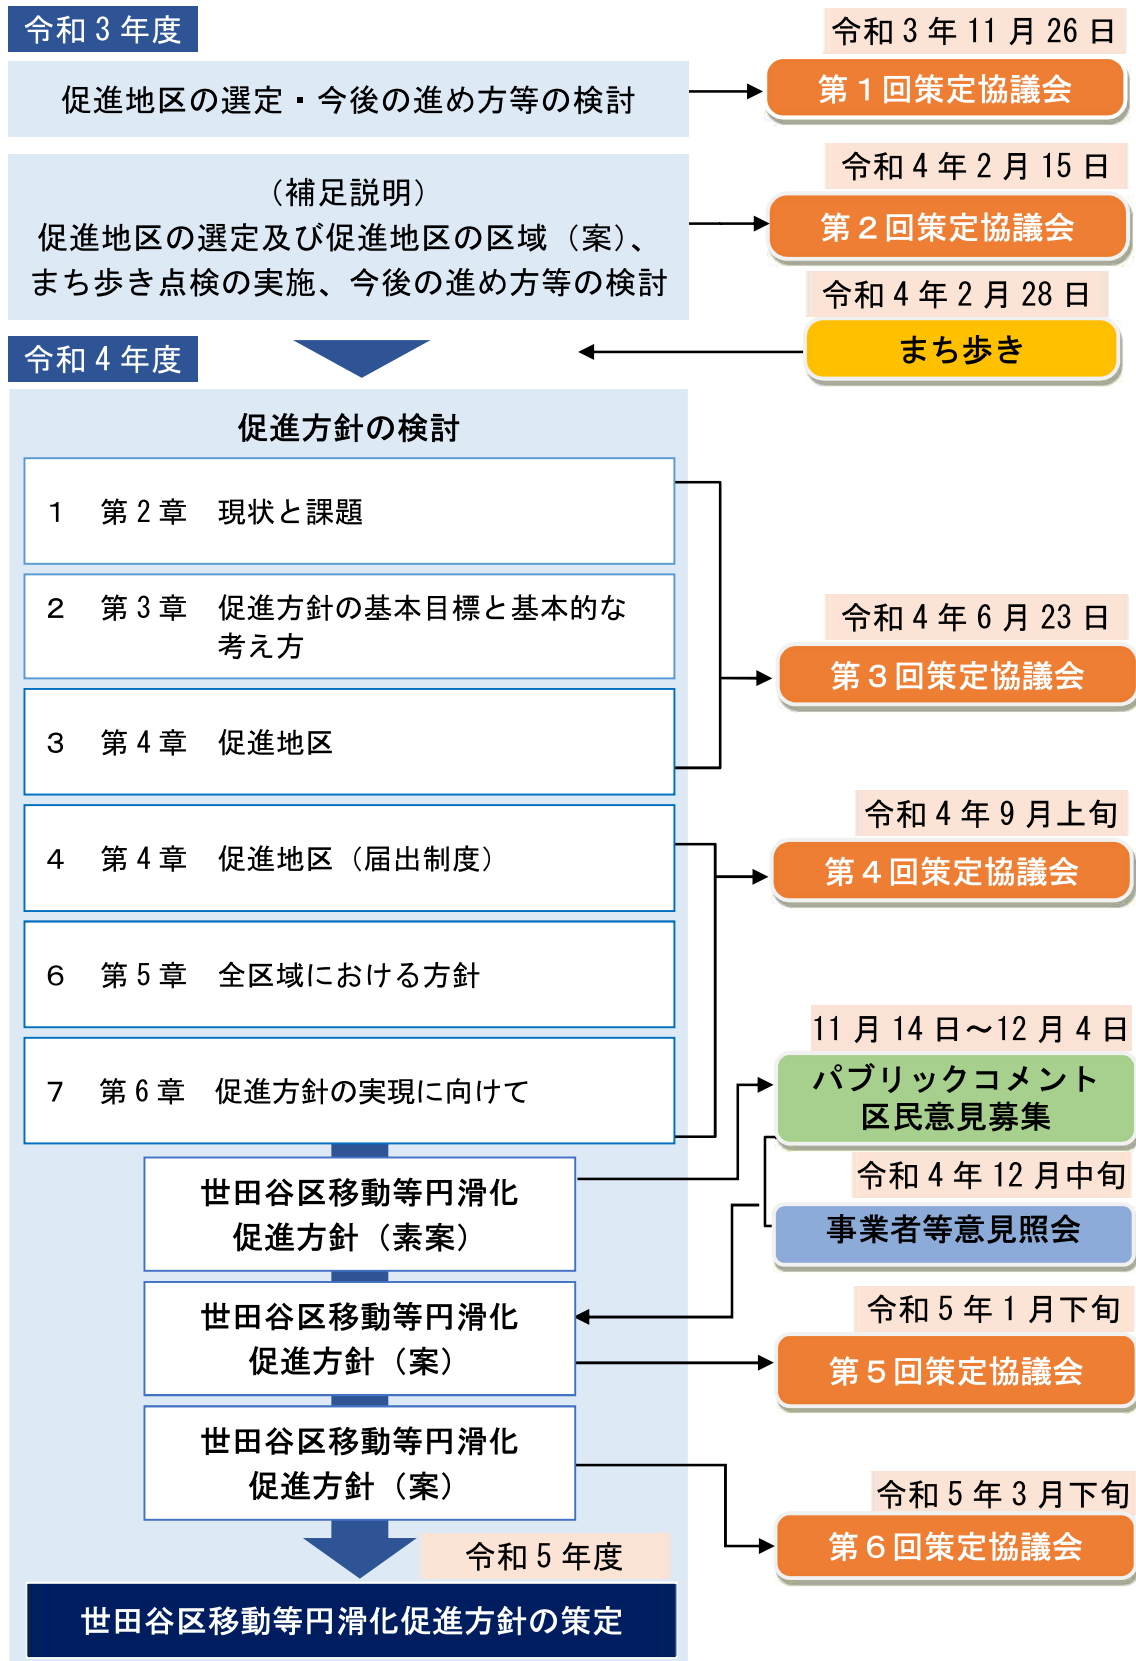 令和３年度
令和３年11月26日
促進地区の選定・今後の進め方等の検討
第１回策定協議会
令和４年２月15日
（補足説明）
促進地区の選定及び促進地区の区域（案）、
まち歩き点検の実施、今後の進め方等の検討
第２回策定協議会
令和４年２月28日
まち歩き
令和４年度
促進方針の検討
１　第２章　現状と課題
２　第３章　促進方針の基本目標と基本的な
考え方
令和４年６月23日
第３回策定協議会
３　第４章　促進地区
令和４年９月上旬
４　第４章　促進地区（届出制度）
第４回策定協議会
６　第５章　全区域における方針
11月14日～12月４日
パブリックコメント
区民意見募集
７　第６章　促進方針の実現に向けて
令和４年12月中旬
事業者等意見照会
世田谷区移動等円滑化
促進方針（素案）
令和５年１月下旬
世田谷区移動等円滑化
促進方針（案）
第５回策定協議会
世田谷区移動等円滑化
促進方針（案）
令和５年３月下旬
第６回策定協議会
令和５年度
世田谷区移動等円滑化促進方針の策定